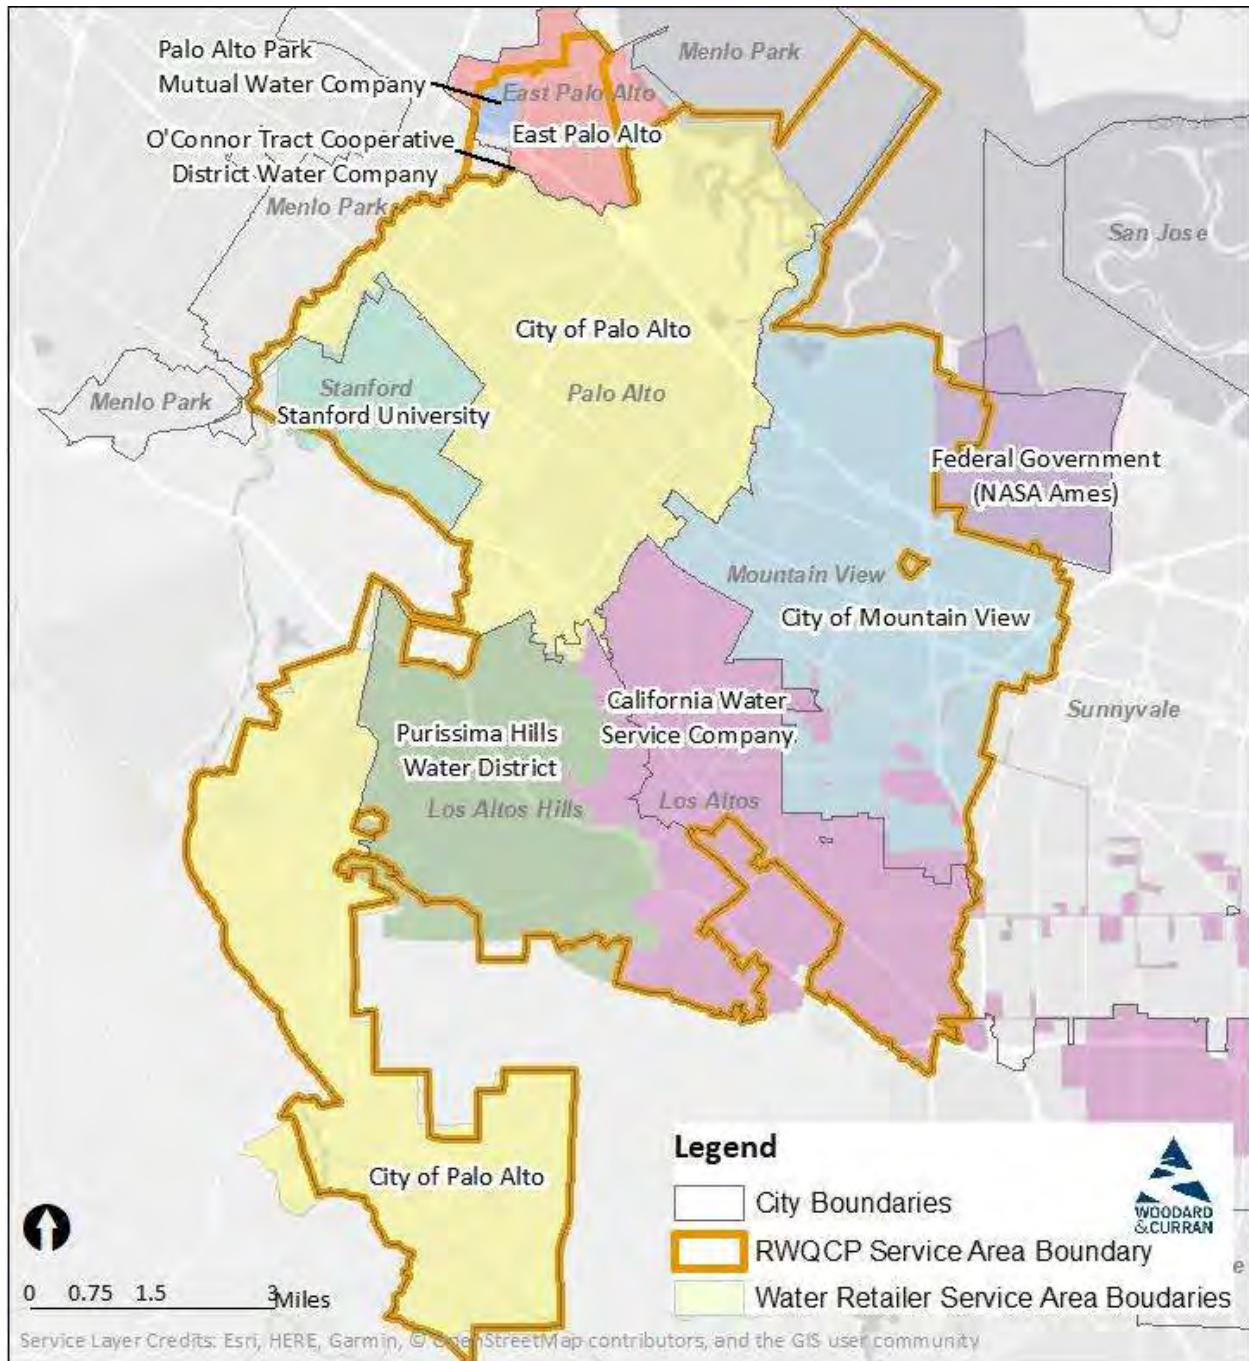 Palo Alto Park
Mutual Water Company
Menlo Park
East Palo Alto
East Palo Alto
O'Connor Tract Cooperative
District Water Company
Menlo Park
San Jose
City of Palo Alto
Palo Alto
Menlo Park
Stanford
Stanford University
Federal Government
(NASA Ames)
Mountain View
City of Mountain View
Sunnyvale
California Water
Service Company
Purissima Hills
Water District
Los Altos Hills
Los Altos
City of Palo Alto
Legend
City Boundaries
RWQCP Service Area Boundary
Water Retailer Service Area Boudaries
WOODARD
&CURRAN
e
0 0.75 1.5 3 Miles
Service Layer Credits: Esri, HERE, Garmin, © OpenStreetMap contributors, and the GIS user community